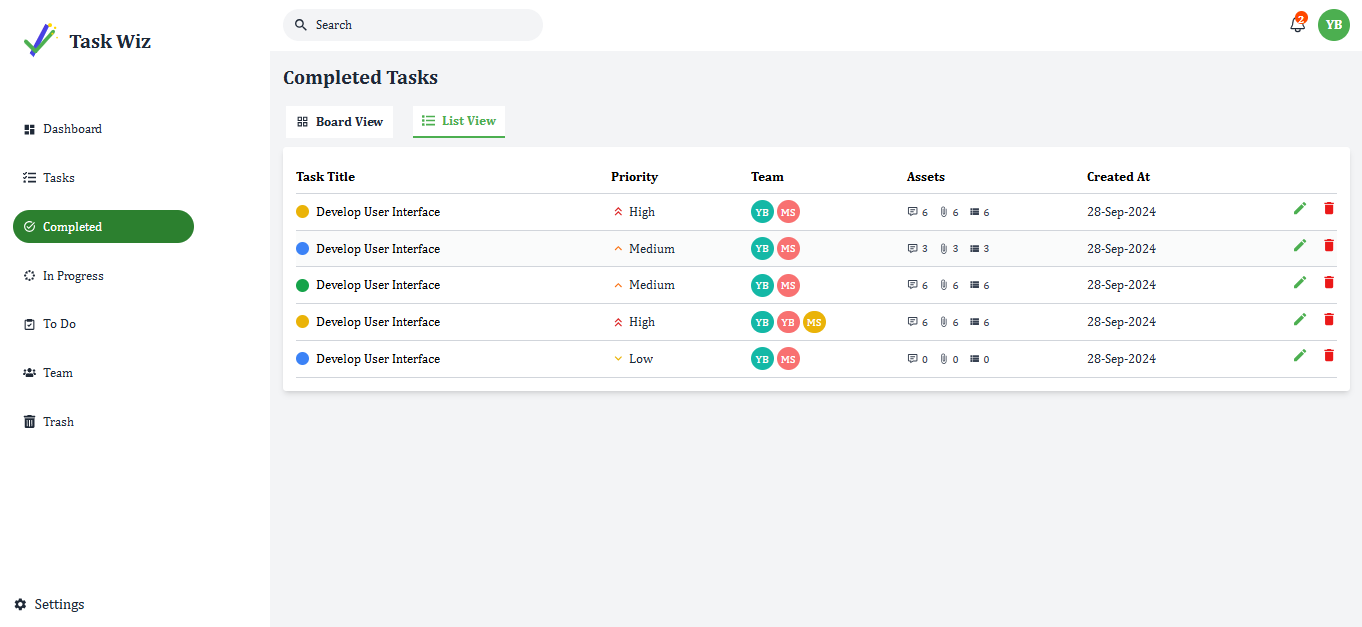 Task Wiz
Search
2
YB
Dashboard
Tasks
Completed
In Progress
To Do
Team
Trash
Settings
Completed Tasks
Board View
List View
Task Title Priority Team Assets Created At
Develop User Interface High YB MS 6 6 6 28-Sep-2024
Develop User Interface Medium YB MS 3 3 3 28-Sep-2024
Develop User Interface Medium YB MS 6 6 6 28-Sep-2024
Develop User Interface High YB YB MS 6 6 6 28-Sep-2024
Develop User Interface Low YB MS 0 0 0 28-Sep-2024